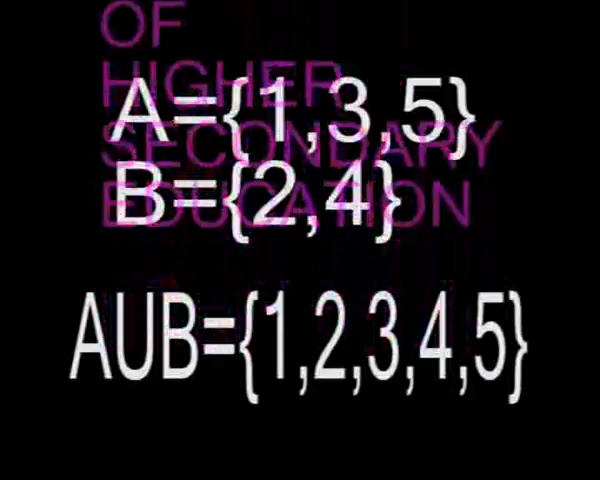 OF
HIGHER
A={1,3,5}
SECONDARY
B={2,4}
EDUCATION
AUB={1,2,3,4,5}